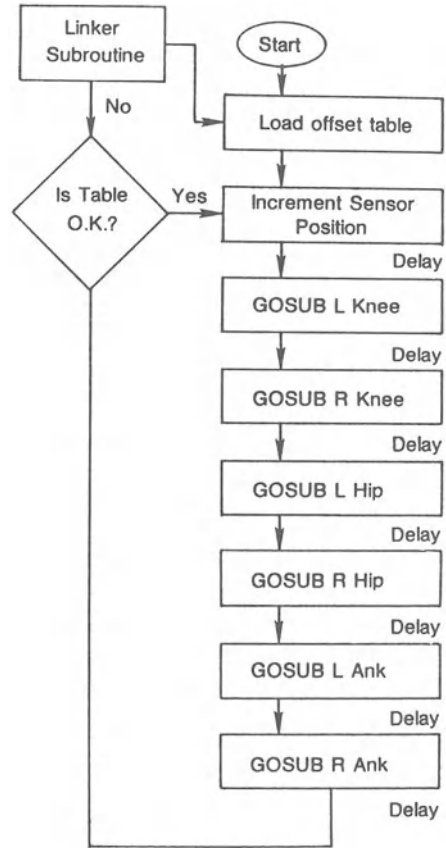 Linker
Subroutine
Start
No
Load offset table
Is Table
O.K.?
Yes
Increment Sensor
Position
Delay
GOSUB L Knee
Delay
GOSUB R Knee
Delay
GOSUB L Hip
Delay
GOSUB R Hip
Delay
GOSUB L Ank
Delay
GOSUB R Ank
Delay